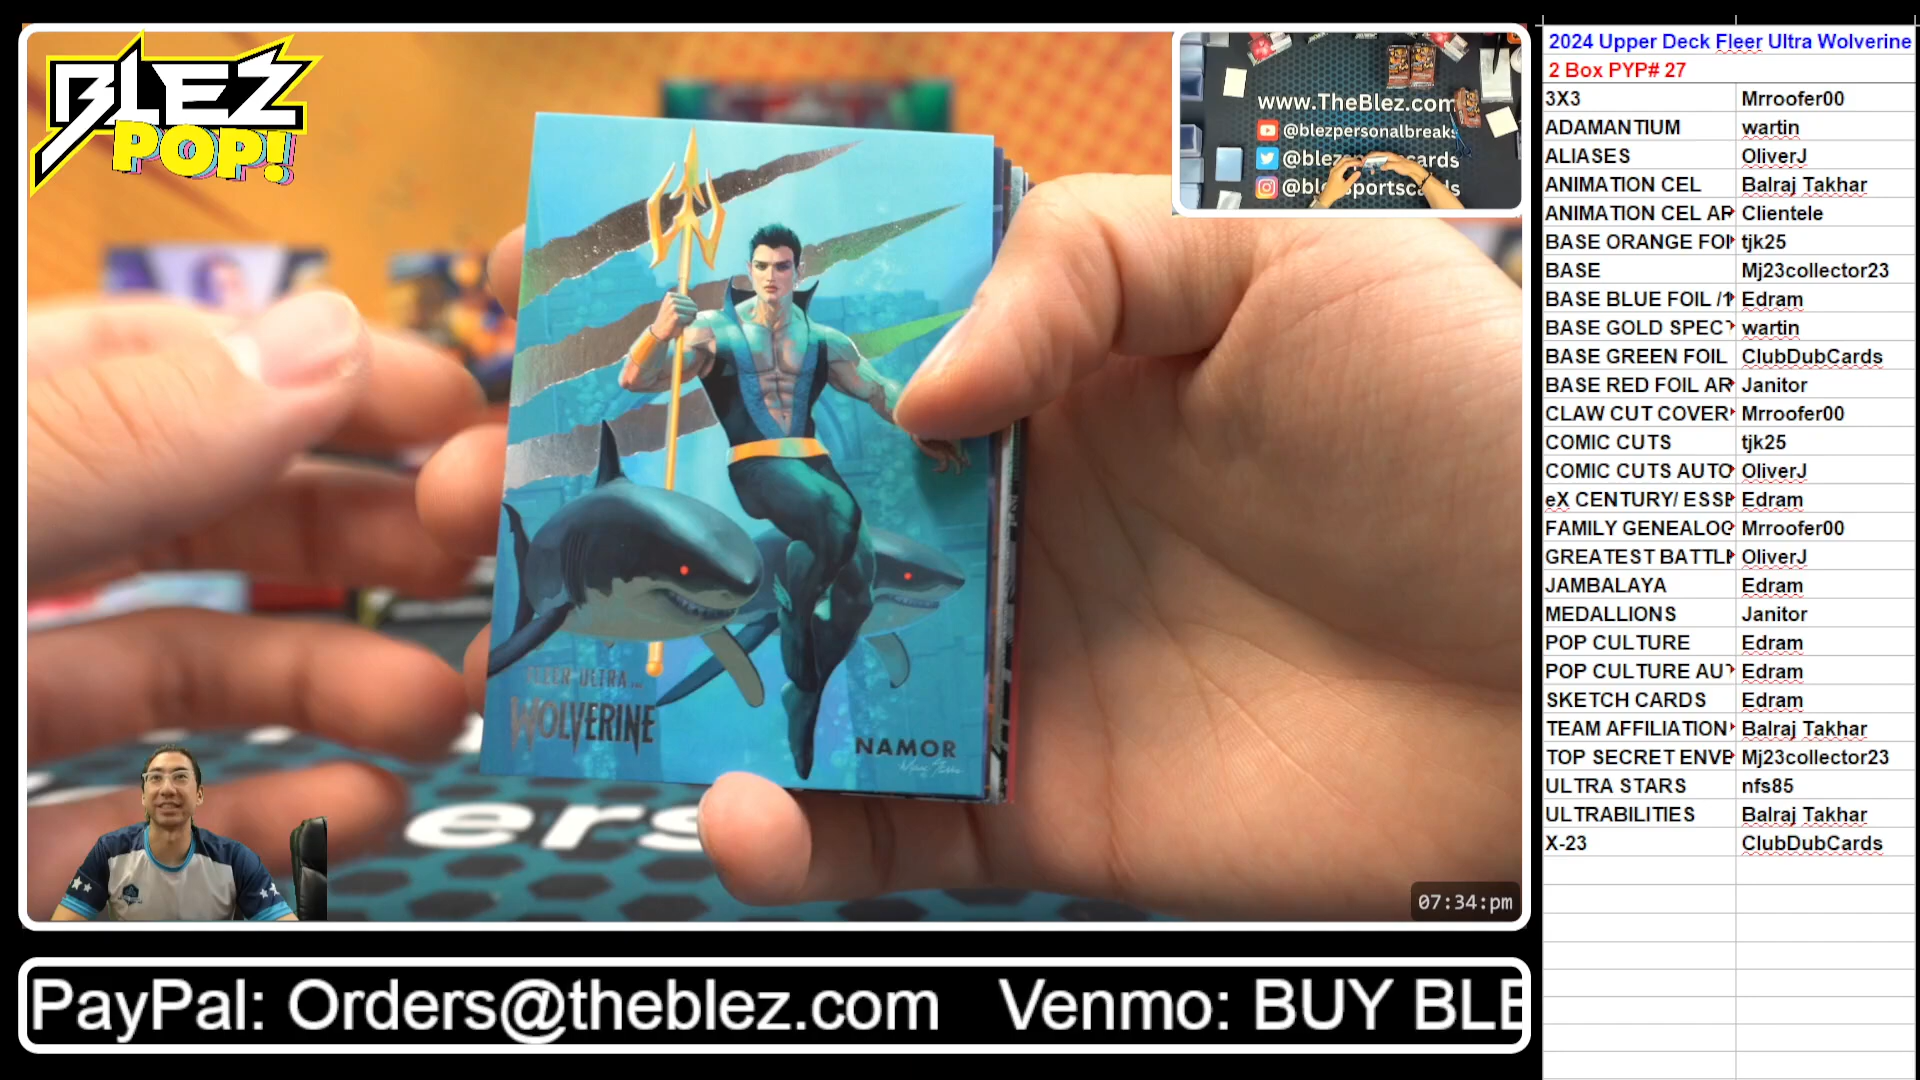 BLEZ
POP!
www.TheBlez.com
@blezpersonalbreaks
FLEER ULTRA
WOLVERINE
NAMOR
ers
07:34:pm
PayPal: Orders@theblez.com Venmo: BUY BLE
2024 Upper Deck Fleer Ultra Wolverine
2 Box PYP# 27
3X3 Mrroofer00
ADAMANTIUM wartin
ALIASES OliverJ
ANIMATION CEL Balraj Takhar
ANIMATION CEL AR Clientele
BASE ORANGE FOI tjk25
BASE Mj23collector23
BASE BLUE FOIL /1 Edram
BASE GOLD SPECT wartin
BASE GREEN FOIL ClubDubCards
BASE RED FOIL AR Janitor
CLAW CUT COVER Mrroofer00
COMIC CUTS tjk25
COMIC CUTS AUTO OliverJ
eX CENTURY/ ESSE Edram
FAMILY GENEALOG Mrroofer00
GREATEST BATTLE OliverJ
JAMBALAYA Edram
MEDALLIONS Janitor
POP CULTURE Edram
POP CULTURE AUT Edram
SKETCH CARDS Edram
TEAM AFFILIATION Balraj Takhar
TOP SECRET ENVE Mj23collector23
ULTRA STARS nfs85
ULTRABILITIES Balraj Takhar
X-23 ClubDubCards